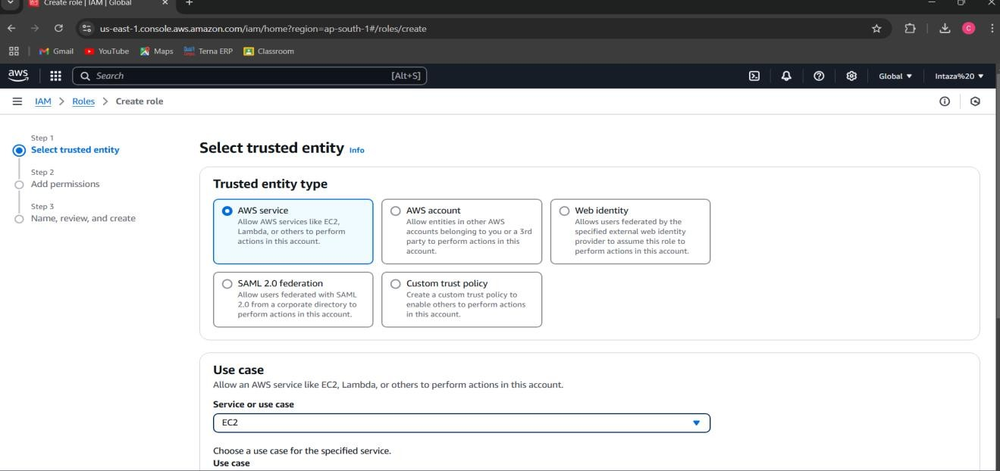 Create role | IAM | Global
us-east-1.console.aws.amazon.com/iam/home?region=ap-south-1#/roles/create
C
Gmail
YouTube
Maps
Terna ERP
Classroom
aws
Search
[Alt+S]
Global
Intaza%20
IAM > Roles > Create role
Step 1
Select trusted entity
Step 2
Add permissions
Step 3
Name, review, and create
Select trusted entity Info
Trusted entity type
AWS service
Allow AWS services like EC2,
Lambda, or others to perform
actions in this account.
AWS account
Allow entities in other AWS
accounts belonging to you or a 3rd
party to perform actions in this
account.
Web identity
Allows users federated by the
specified external web identity
provider to assume this role to
perform actions in this account.
SAML 2.0 federation
Allow users federated with SAML
2.0 from a corporate directory to
perform actions in this account.
Custom trust policy
Create a custom trust policy to
enable others to perform actions
in this account.
Use case
Allow an AWS service like EC2, Lambda, or others to perform actions in this account.
Service or use case
EC2
Choose a use case for the specified service.
Use case